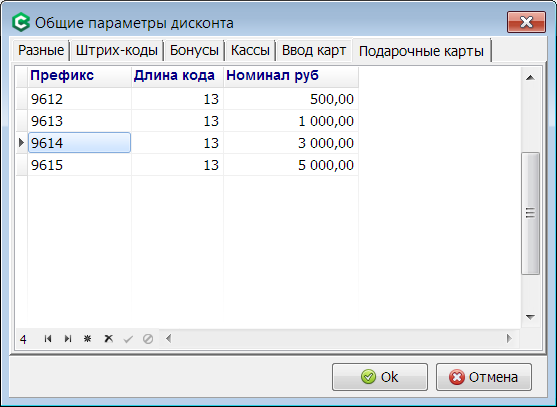 Общие параметры дисконта
Разные Штрих-коды Бонусы Кассы Ввод карт Подарочные карты
Префикс Длина кода Номинал руб
9612 13 500,00
9613 13 1 000,00
9614 13 3 000,00
9615 13 5 000,00
4
Ok Отмена